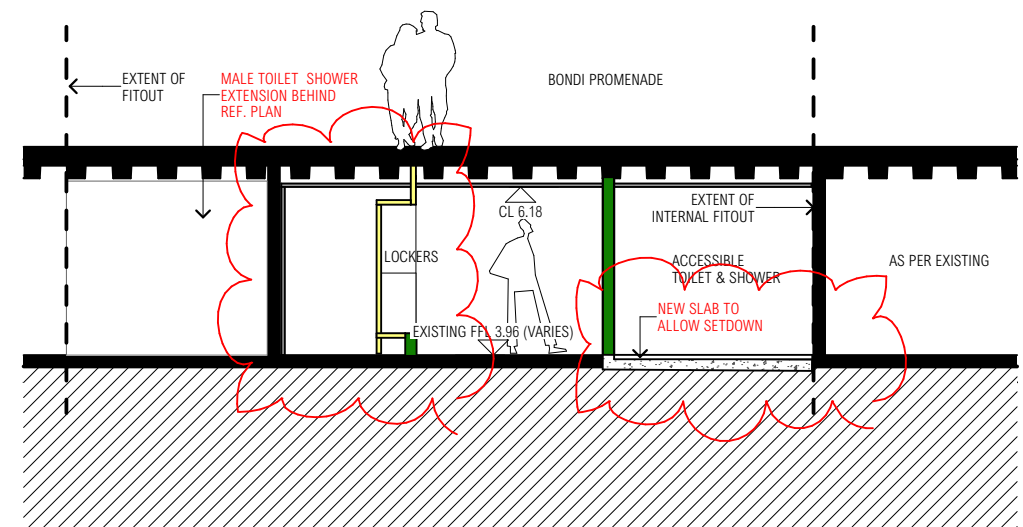 EXTENT OF
FITOUT
MALE TOILET SHOWER
EXTENSION BEHIND
REF. PLAN
BONDI PROMENADE
CL 6.18
EXTENT OF
INTERNAL FITOUT
LOCKERS
ACCESSIBLE
TOILET & SHOWER
AS PER EXISTING
NEW SLAB TO
ALLOW SETDOWN
EXISTING FFL 3.96 (VARIES)